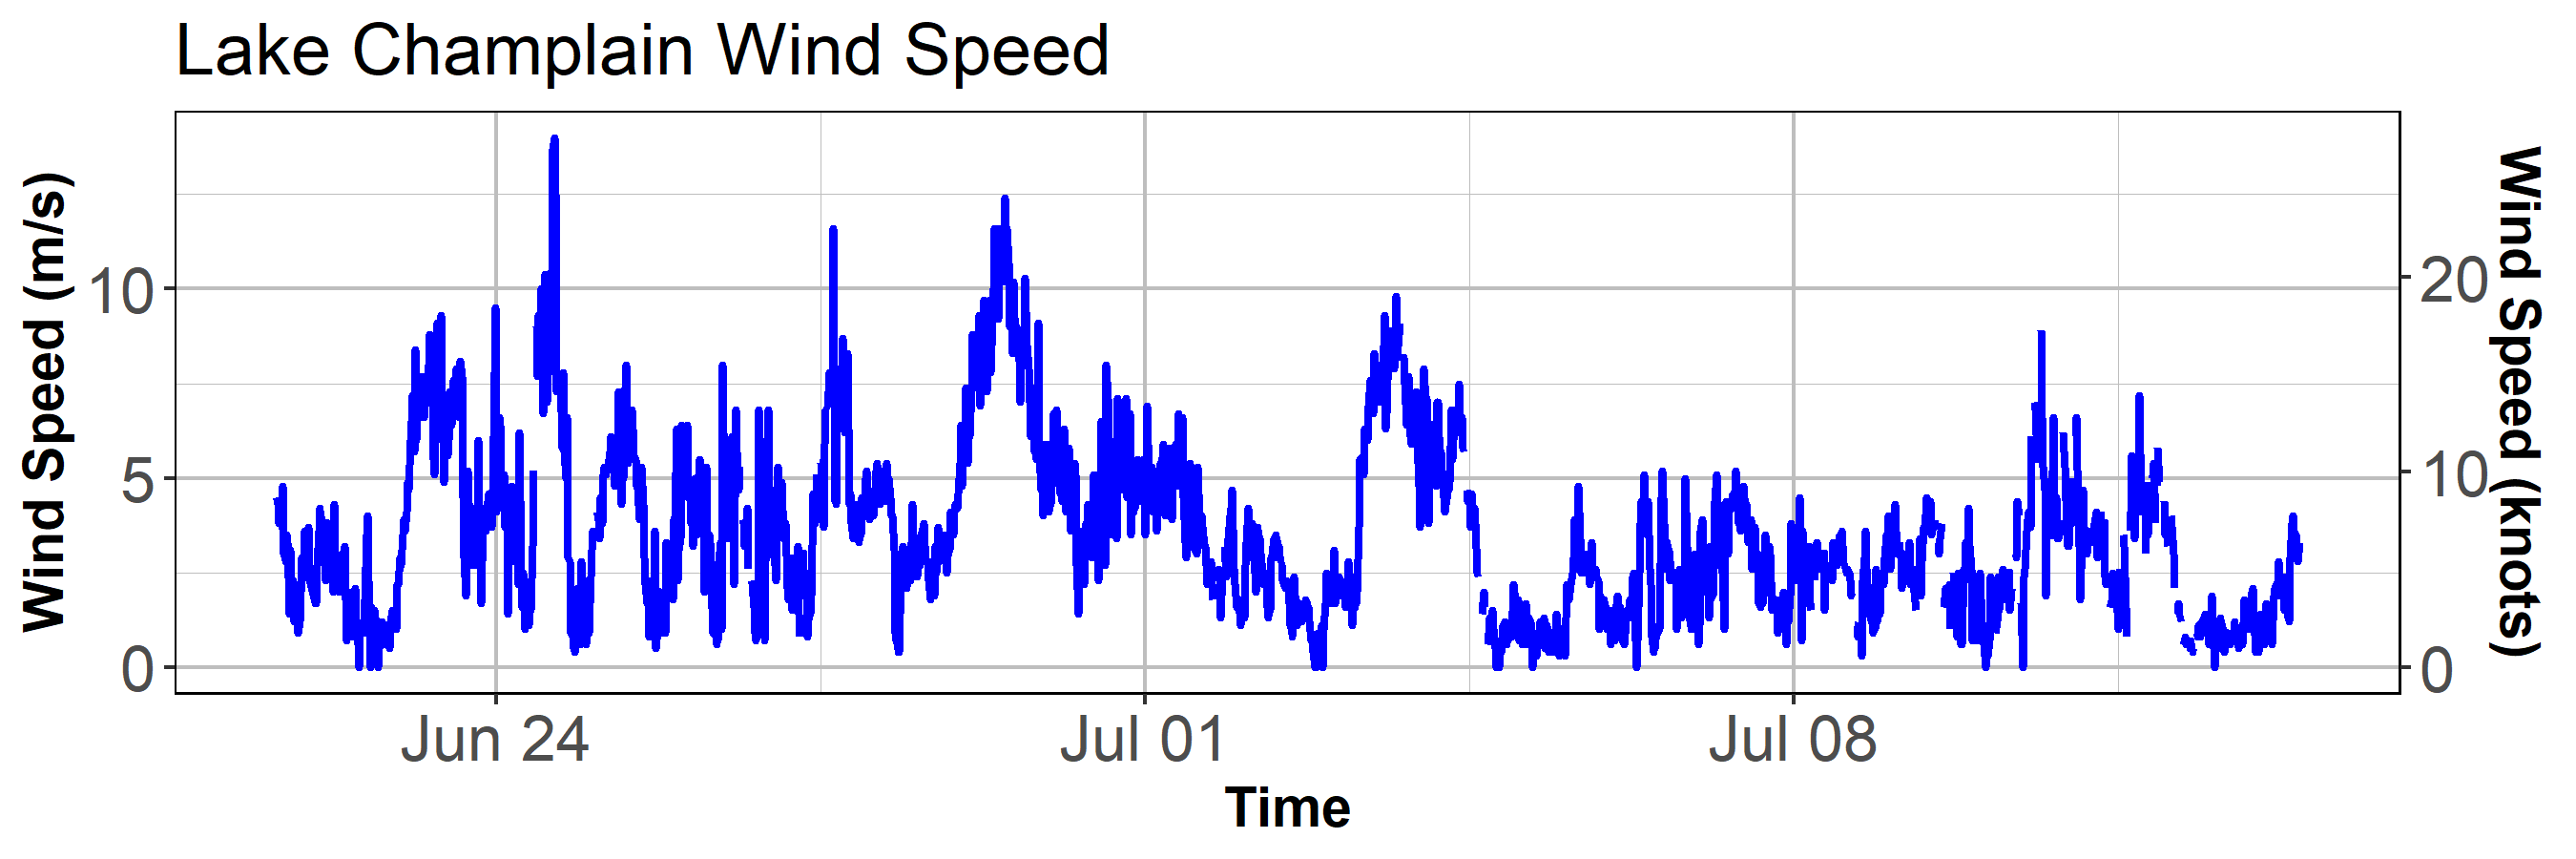 Lake Champlain Wind Speed
Wind Speed (m/s)
10
5
0
20
10
0
Wind Speed (knots)
Jun 24
Jul 01
Jul 08
Time